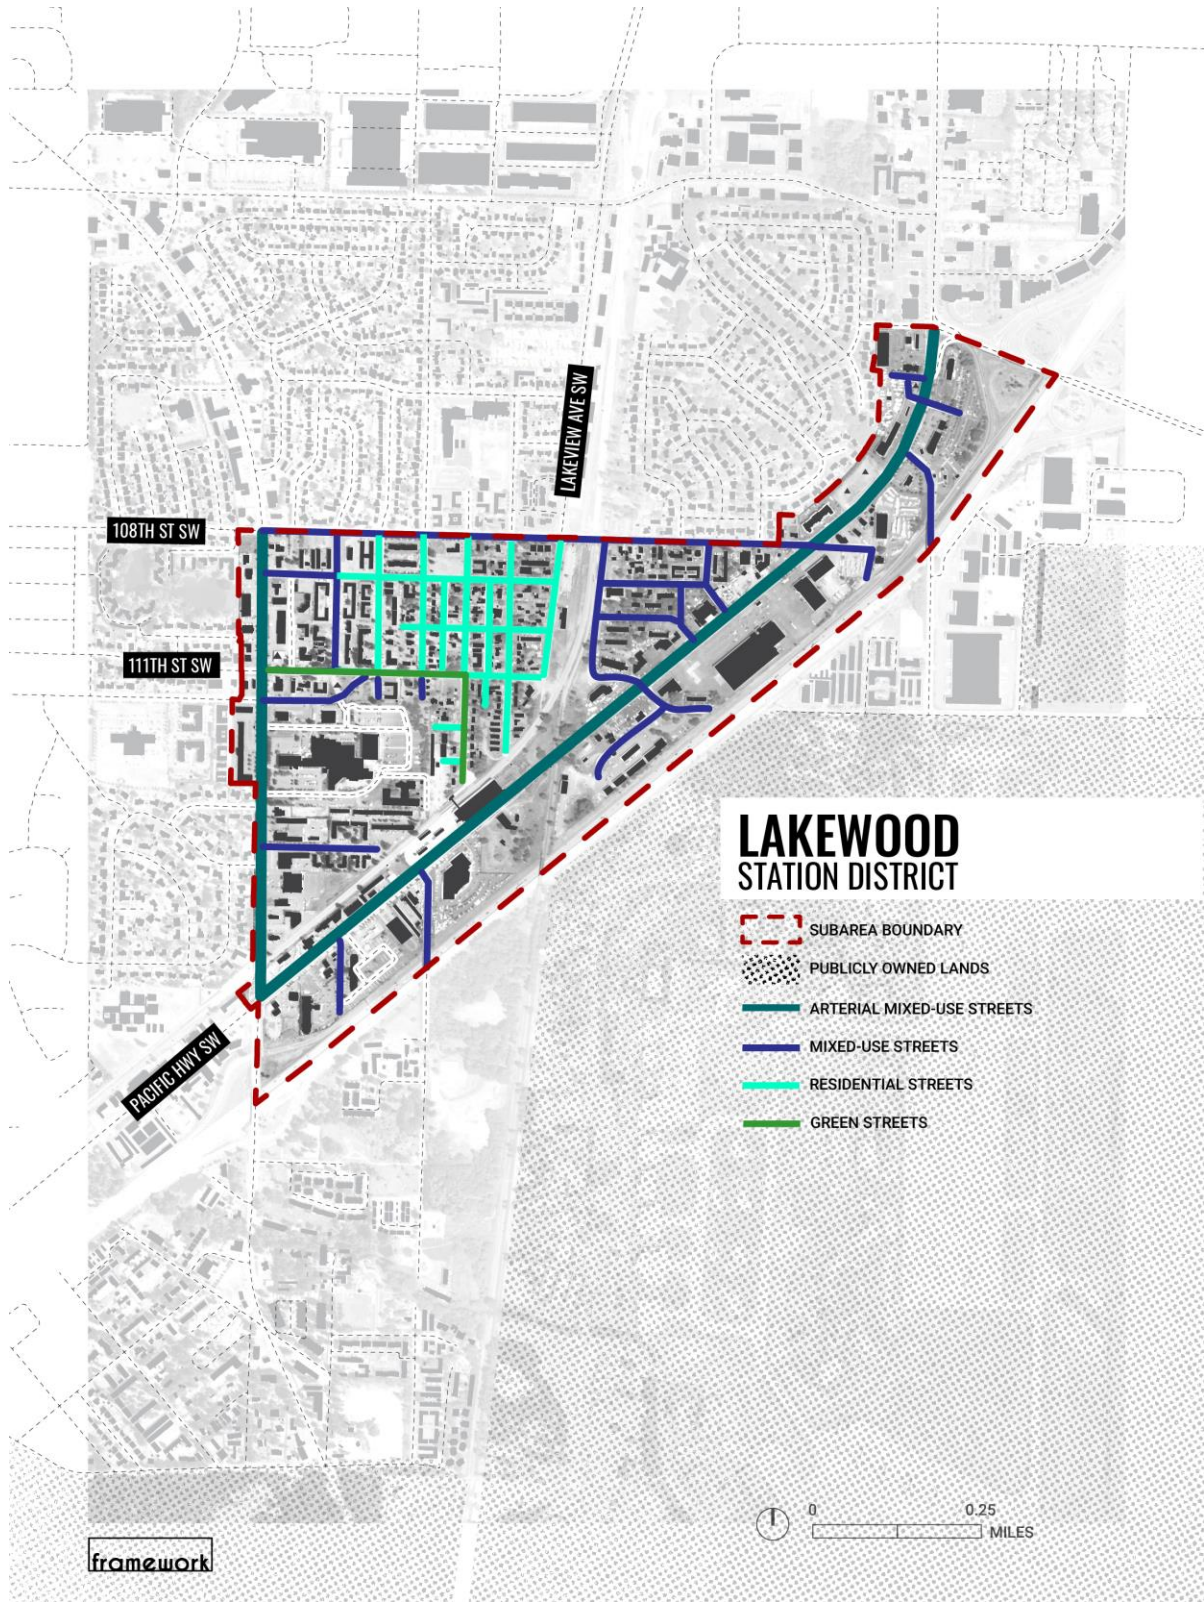 LAKEVIEW AVE SW
108TH ST SW
111TH ST SW
PACIFIC HWY SW
LAKEWOOD
STATION DISTRICT
SUBAREA BOUNDARY
PUBLICLY OWNED LANDS
ARTERIAL MIXED-USE STREETS
MIXED-USE STREETS
RESIDENTIAL STREETS
GREEN STREETS
0 0.25
MILES
framework